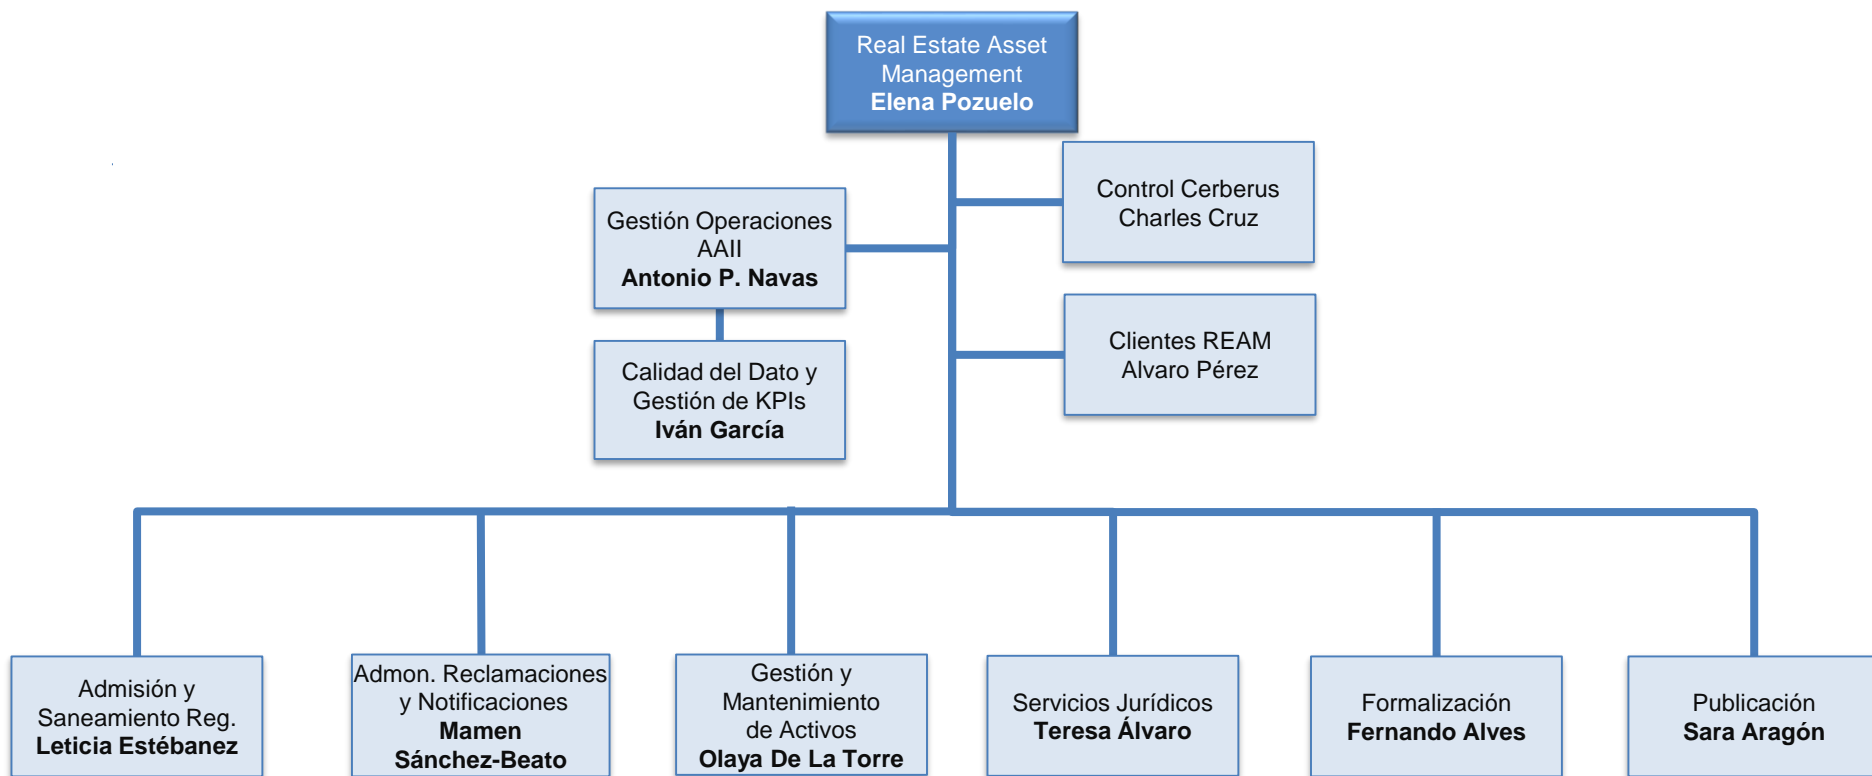 Real Estate Asset
Management
Elena Pozuelo
Control Cerberus
Charles Cruz
Gestión Operaciones
AAII
Antonio P. Navas
Clientes REAM
Alvaro Pérez
Calidad del Dato y
Gestión de KPIs
Iván García
Admisión y
Saneamiento Reg.
Leticia Estébanez
Admon. Reclamaciones
y Notificaciones
Mamen
Sánchez-Beato
Gestión y
Mantenimiento
de Activos
Olaya De La Torre
Servicios Jurídicos
Teresa Álvaro
Formalización
Fernando Alves
Publicación
Sara Aragón